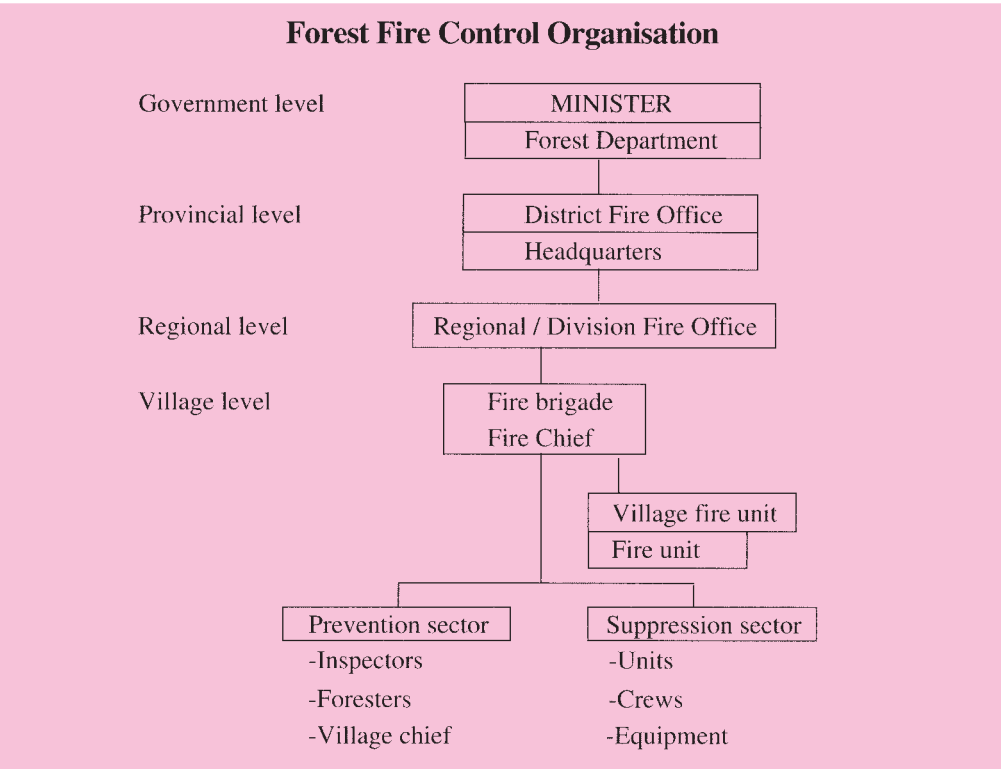 Forest Fire Control Organisation
Government level
MINISTER
Forest Department
Provincial level
District Fire Office
Headquarters
Regional level
Regional / Division Fire Office
Village level
Fire brigade
Fire Chief
Village fire unit
Fire unit
Prevention sector
-Inspectors
-Foresters
-Village chief
Suppression sector
-Units
-Crews
-Equipment